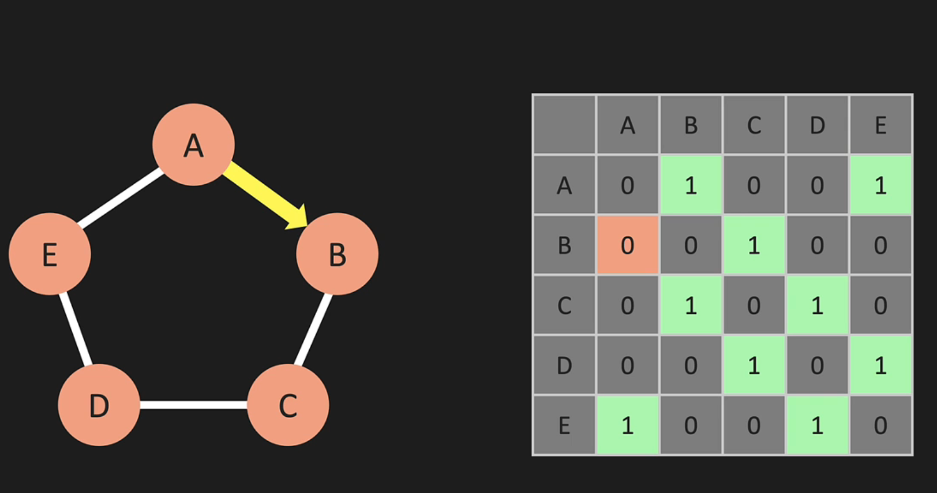 A
E
B
D
C
A B C D E
A 0 1 0 0 1
B 0 0 1 0 0
C 0 1 0 1 0
D 0 0 1 0 1
E 1 0 0 1 0